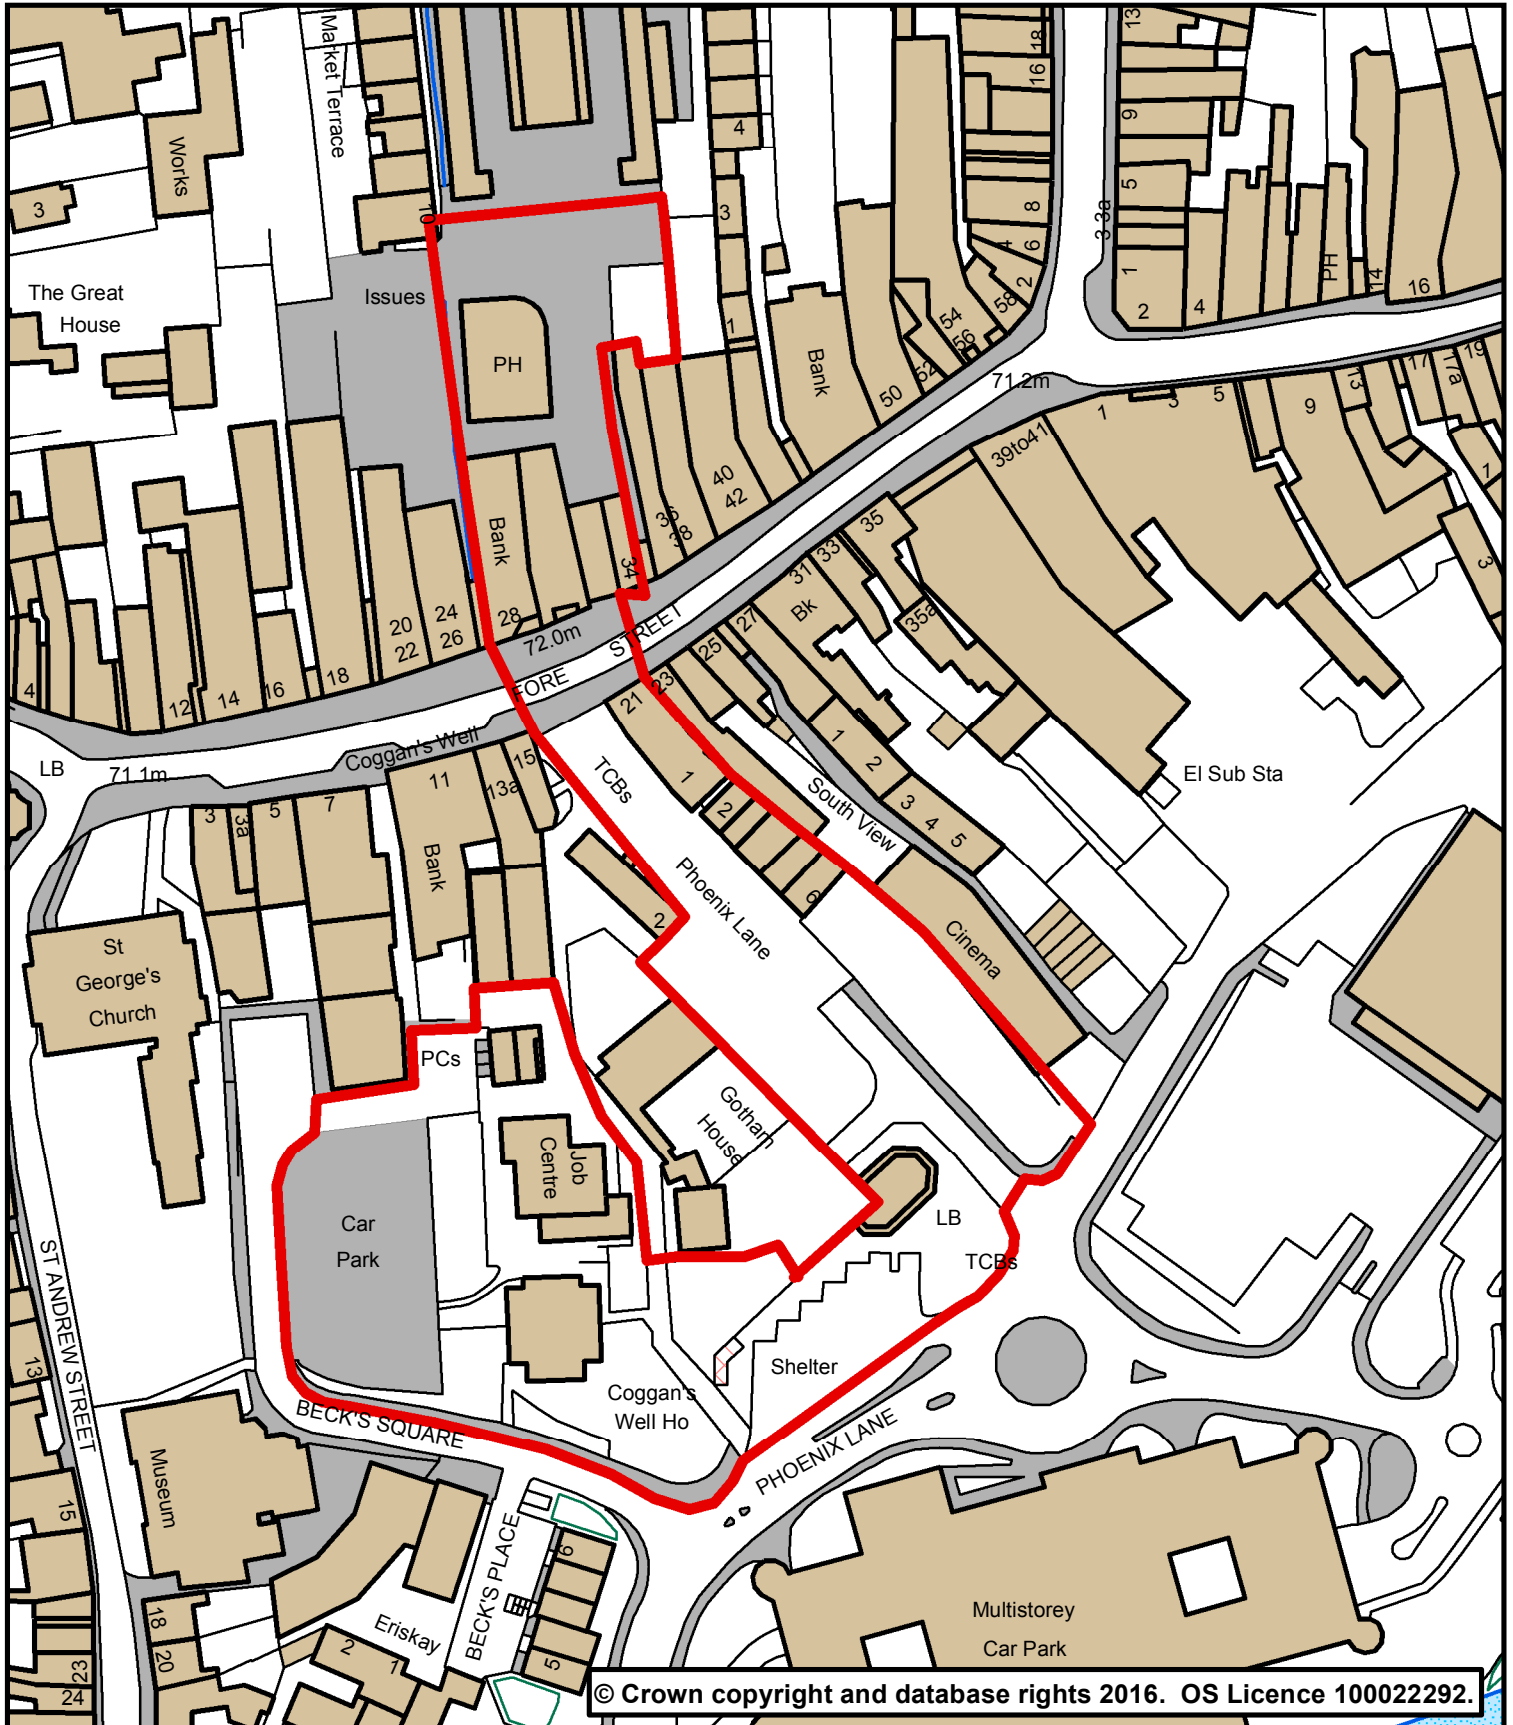 Market Terrace
Works
3
10
4
3
1
18
16
8
6
4
2
58
56
54
52
50
13
9
5
3-3a
1
2
4
PH
14
16
The Great
House
Issues
PH
Bank
71.2m
1
3
5
9
13
17
17a
19
1
3
39to41
40
42
36
38
34
Bank
28
35
33
31
Bk
27
25
23
21
35a
20
22
24
26
18
16
14
12
4
72.0m
FORE
STREET
Coggan's Well
LB
71.1m
3
3a
5
7
11
13a
15
Bank
TCBs
1
2
6
South View
1
2
3
4
5
El Sub Sta
2
Phoenix Lane
Cinema
St
George's
Church
PCs
Job
Centre
Gotham
House
LB
TCBs
Car
Park
ST ANDREW STREET
13
15
Museum
Shelter
Coggan's
Well Ho
BECK'S SQUARE
PHOENIX LANE
BECK'S PLACE
6
5
Eriskay
2
1
18
20
23
24
Multistorey
Car Park
© Crown copyright and database rights 2016. OS Licence 100022292.